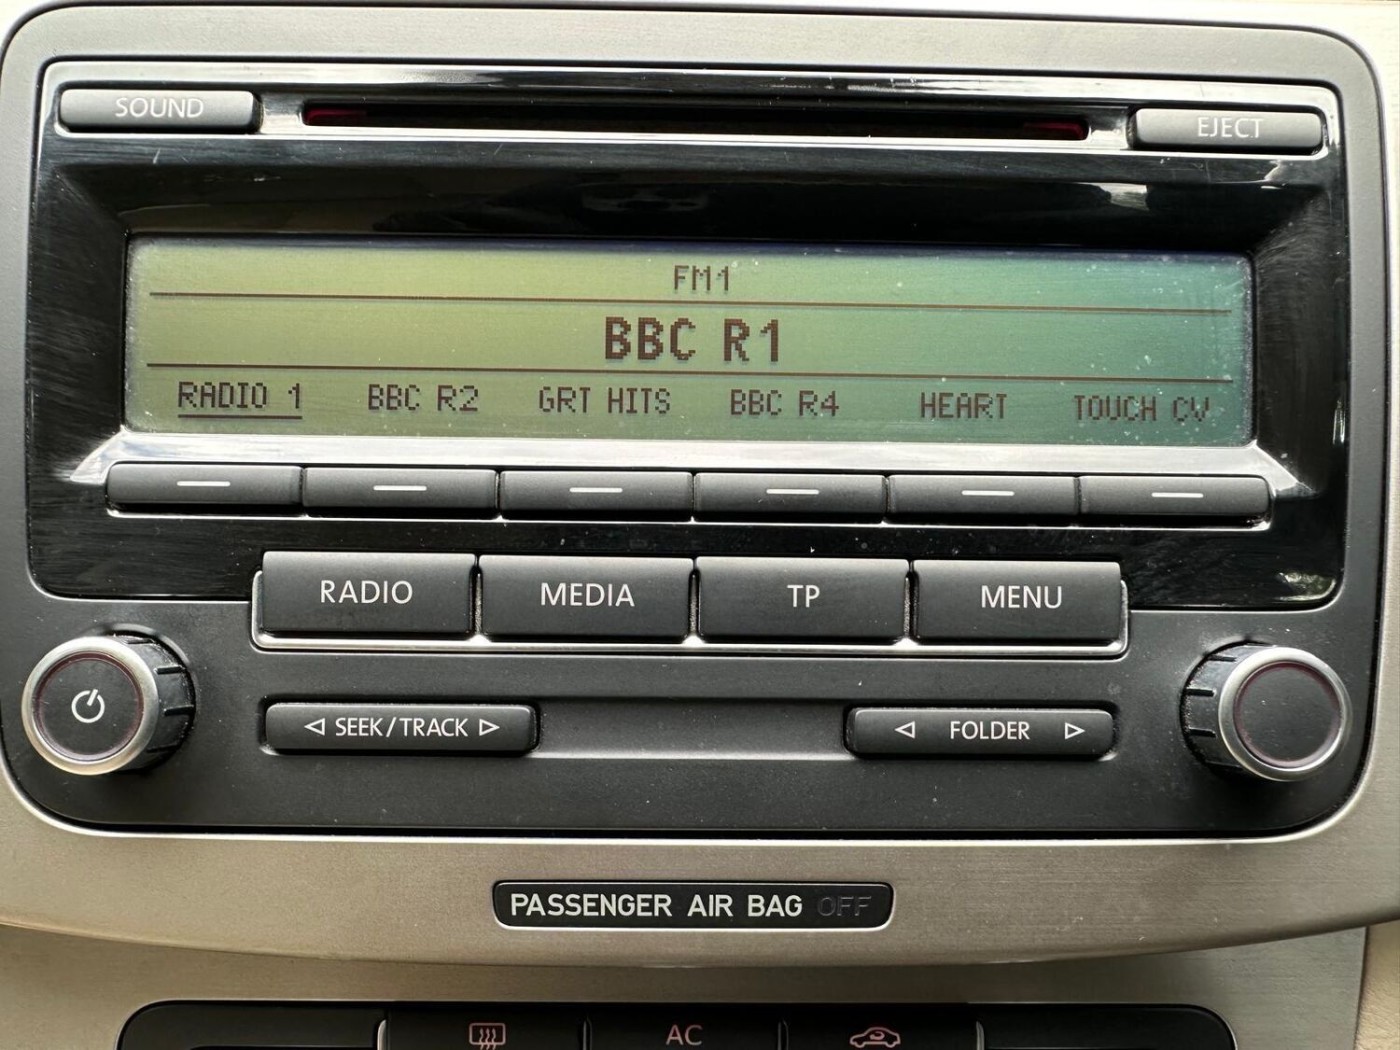 SOUND EJECT
FM1
BBC R1
RADIO 1 BBC R2 GRT HITS BBC R4 HEART TOUCH CV
RADIO MEDIA TP MENU
SEEK/TRACK FOLDER
PASSENGER AIR BAG OFF
AC